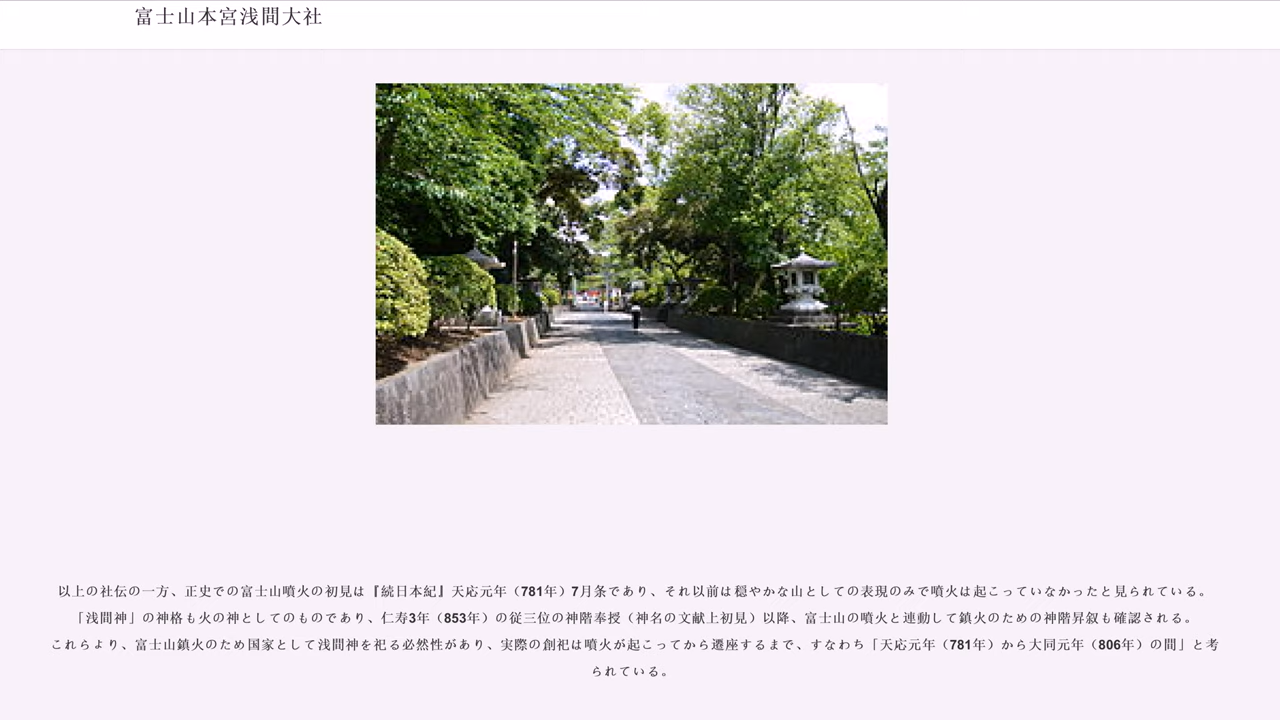 富士山本宮浅間大社
以上の社伝の一方、正史での富士山噴火の初見は『続日本紀』天応元年（781年）7月条であり、それ以前は穏やかな山としての表現のみで噴火は起こっていなかったと見られている。
「浅間神」の神格も火の神としてのものであり、仁寿3年（853年）の従三位の神階奉授（神名の文献上初見）以降、富士山の噴火と連動して鎮火のための神階昇叙も確認される。
これらより、富士山鎮火のため国家として浅間神を祀る必然性があり、実際の創祀は噴火が起こってから遷座するまで、すなわち「天応元年（781年）から大同元年（806年）の間」と考
られている。